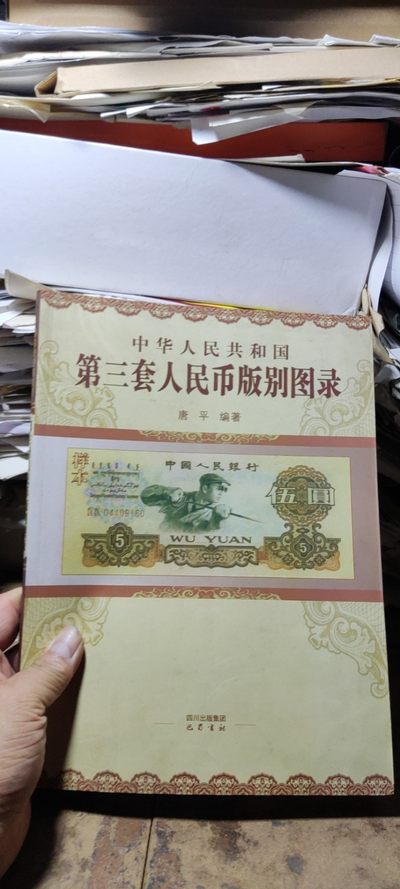 中华人民共和国
第三套人民币版别图录
唐平 编著
样本
中國人民銀行
伍圓
04109160
5
WU YUAN
5
四川出版集团
巴蜀书社